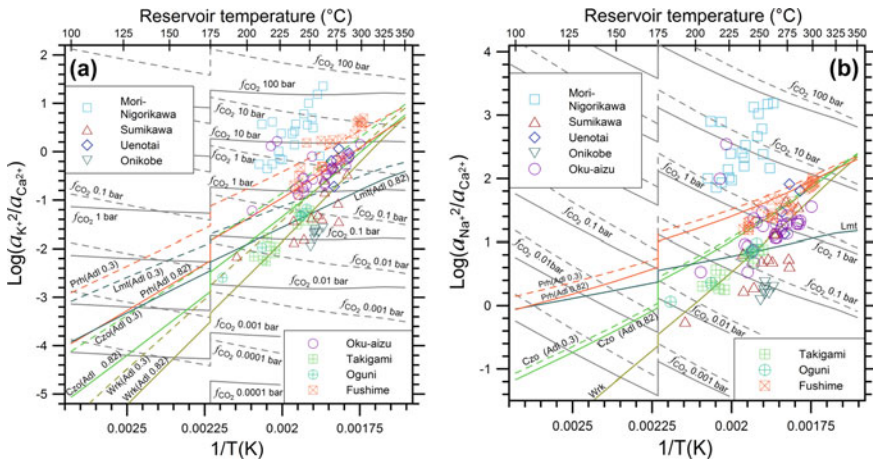 Reservoir temperature (°C)
100 125 150 175 200 225 250 275 300 350
(a)
fCO2 100 bar
fCO2 100 bar
fCO2 10 bar
fCO2 10 bar
fCO2 1 bar
fCO2 1 bar
fCO2 0.1 bar
fCO2 1 bar
fCO2 0.1 bar
fCO2 0.1 bar
fCO2 0.01 bar
fCO2 0.01 bar
fCO2 0.001 bar
fCO2 0.001 bar
fCO2 0.001 bar
fCO2 0.0001 bar
fCO2 0.0001 bar
Mori-
Nigorikawa
Sumikawa
Uenotai
Onikobe
Lmt(Adl 0.82)
Prh(Adl 0.3)
Lmt(Adl 0.3)
Prh(Adl 0.82)
Czo(Adl 0.3)
Czo(Adl 0.82)
Wrk(Adl 0.3)
Wrk(Adl 0.82)
Oku-aizu
Takigami
Oguni
Fushime
Log(aK+2/aCa2+)
2
1
0
-1
-2
-3
-4
-5
0.0025 0.00225 0.002 0.00175
1/T(K)
Reservoir temperature (°C)
100 125 150 175 200 225 250 275 300 350
(b)
fCO2 100 bar
fCO2 10 bar
fCO2 1 bar
fCO2 0.1 bar
fCO2 1 bar
fCO2 0.01bar
fCO2 0.1 bar
fCO2 0.01 bar
fCO2 0.001 bar
Mori-
Nigorikawa
Sumikawa
Uenotai
Onikobe
Oku-aizu
Lmt
Prh(Adl 0.3)
Prh(Adl 0.82)
Czo (Adl 0.3)
Czo (Adl 0.82)
Wrk
Takigami
Oguni
Fushime
Log(aNa+2/aCa2+)
4
3
2
1
0
-1
0.0025 0.00225 0.002 0.00175
1/T(K)